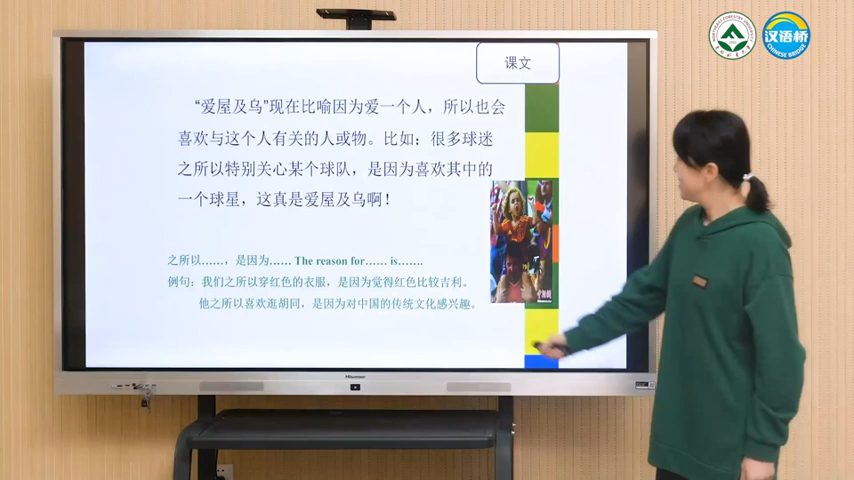 课文
“爱屋及乌”现在比喻因为爱一个人，所以也会
喜欢与这个人有关的人或物。比如：很多球迷
之所以特别关心某个球队，是因为喜欢其中的
一个球星，这真是爱屋及乌啊！
之所以……，是因为…… The reason for…… is…….
例句：我们之所以穿红色的衣服，是因为觉得红色比较吉利。
他之所以喜欢逛胡同，是因为对中国的传统文化感兴趣。
Hisense
汉语桥
CHINESE BRIDGE